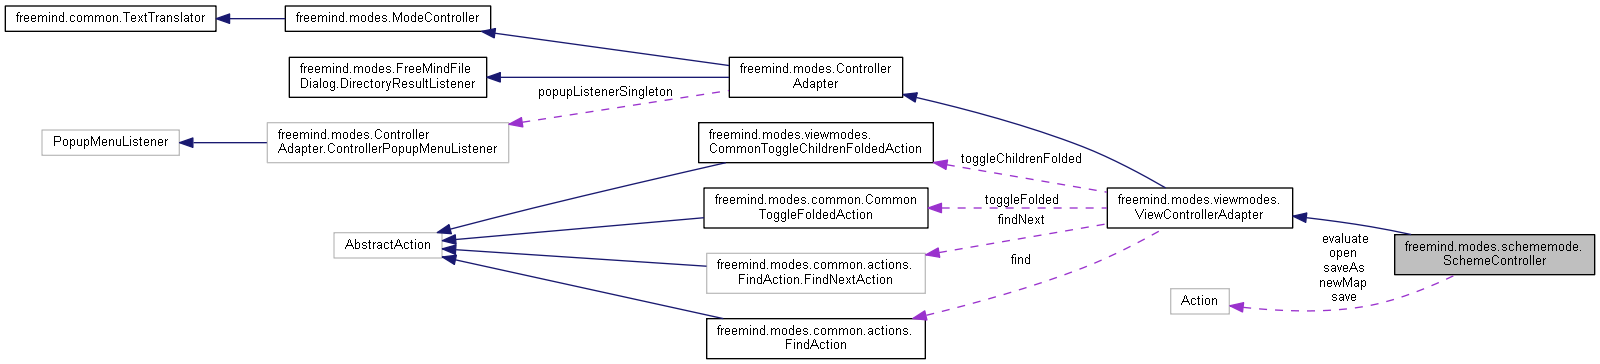 freemind.common.TextTranslator
freemind.modes.ModeController
freemind.modes.FreeMindFile
Dialog.DirectoryResultListener
freemind.modes.Controller
Adapter
popupListenerSingleton
PopupMenuListener
freemind.modes.Controller
Adapter.ControllerPopupMenuListener
freemind.modes.viewmodes.
CommonToggleChildrenFoldedAction
toggleChildrenFolded
freemind.modes.common.Common
ToggleFoldedAction
toggleFolded
findNext
freemind.modes.viewmodes.
ViewControllerAdapter
AbstractAction
freemind.modes.common.actions.
FindAction.FindNextAction
find
evaluate
open
saveAs
newMap
save
freemind.modes.schememode.
SchemeController
Action
freemind.modes.common.actions.
FindAction